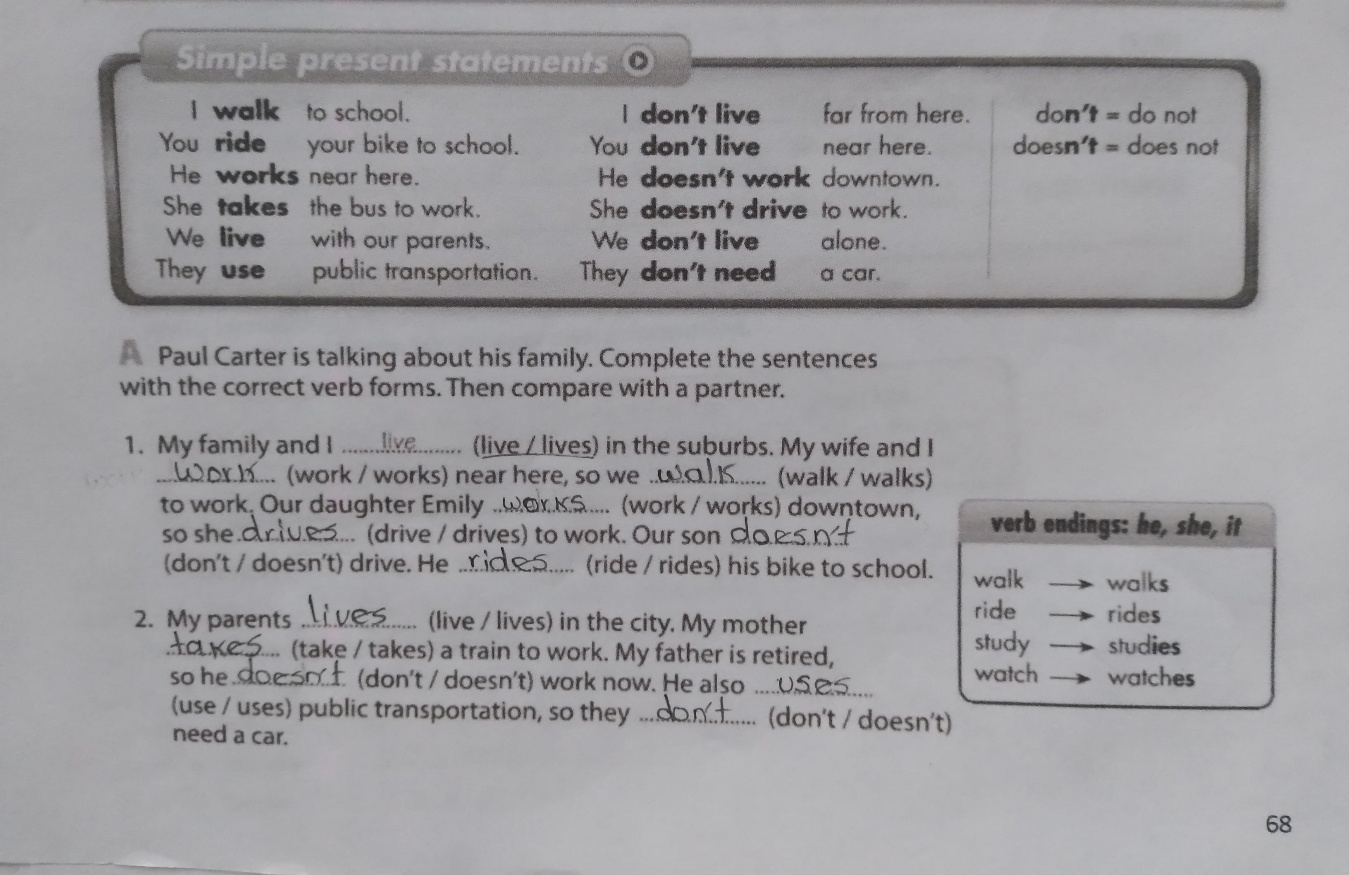 Simple present statements
I walk to school. I don't live far from here. don't = do not
You ride your bike to school. You don't live near here. doesn't = does not
He works near here. He doesn't work downtown.
She takes the bus to work. She doesn't drive to work.
We live with our parents. We don't live alone.
They use public transportation. They don't need a car.
A Paul Carter is talking about his family. Complete the sentences
with the correct verb forms. Then compare with a partner.
1. My family and I ........live........ (live / lives) in the suburbs. My wife and I
work (work / works) near here, so we walk (walk / walks)
to work. Our daughter Emily works (work / works) downtown,
so she drives (drive / drives) to work. Our son doesn't
(don't / doesn't) drive. He rides (ride / rides) his bike to school.
2. My parents lives (live / lives) in the city. My mother
takes (take / takes) a train to work. My father is retired,
so he doesn't (don't / doesn't) work now. He also uses
(use / uses) public transportation, so they don't (don't / doesn't)
need a car.
verb endings: he, she, it
walk → walks
ride → rides
study → studies
watch → watches
68